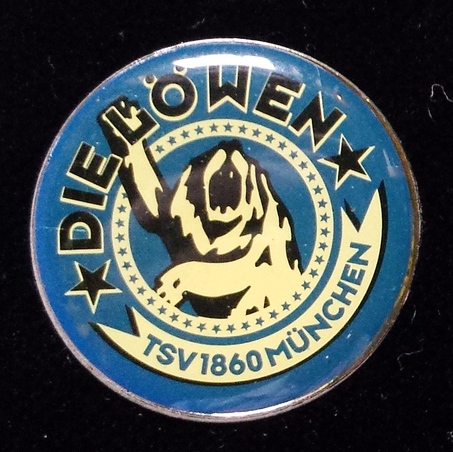 DIE LÖWEN
TSV 1860 MÜNCHEN